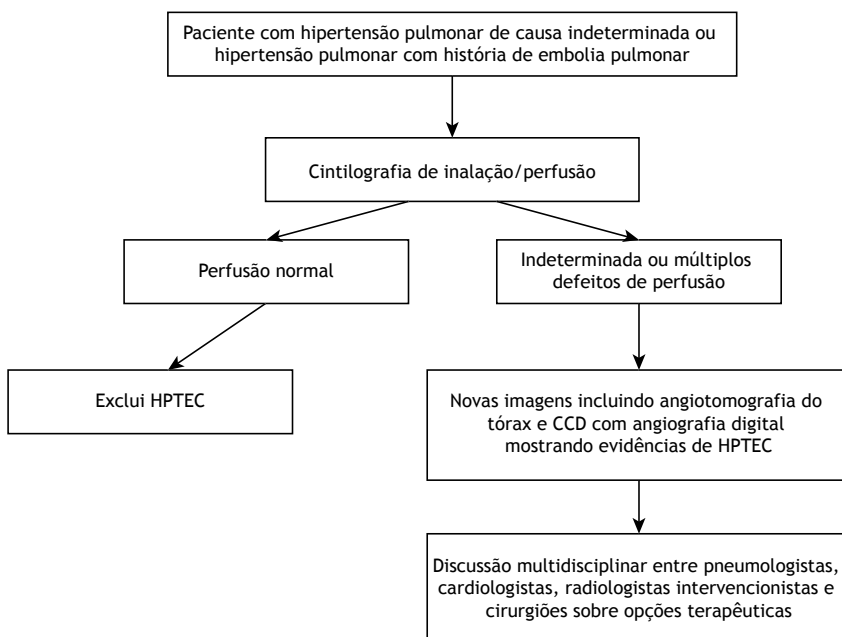 Paciente com hipertensão pulmonar de causa indeterminada ou
hipertensão pulmonar com história de embolia pulmonar
Cintilografia de inalação/perfusão
Perfusão normal
Indeterminada ou múltiplos
defeitos de perfusão
Exclui HPTEC
Novas imagens incluindo angiotomografia do
tórax e CCD com angiografia digital
mostrando evidências de HPTEC
Discussão multidisciplinar entre pneumologistas,
cardiologistas, radiologistas intervencionistas e
cirurgiões sobre opções terapêuticas